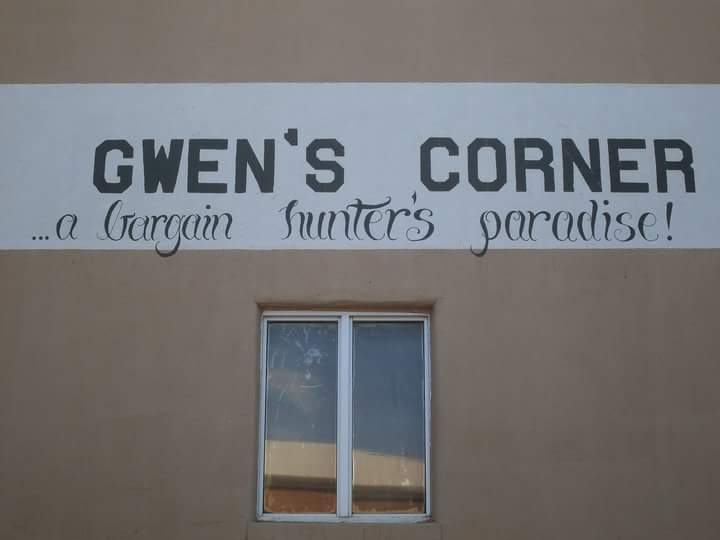 GWEN'S CORNER
...a bargain hunter's paradise!